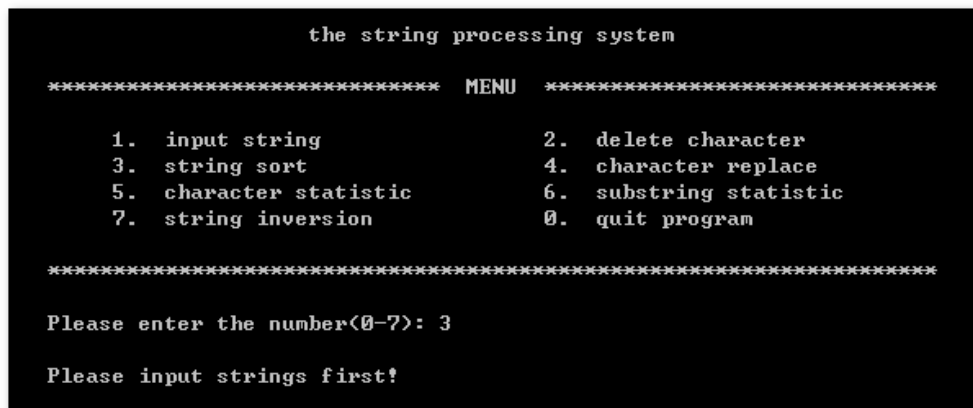 the string processing system
****************************** MENU ******************************
1. input string 2. delete character
3. string sort 4. character replace
5. character statistic 6. substring statistic
7. string inversion 0. quit program
********************************************************************
Please enter the number(0-7): 3
Please input strings first!